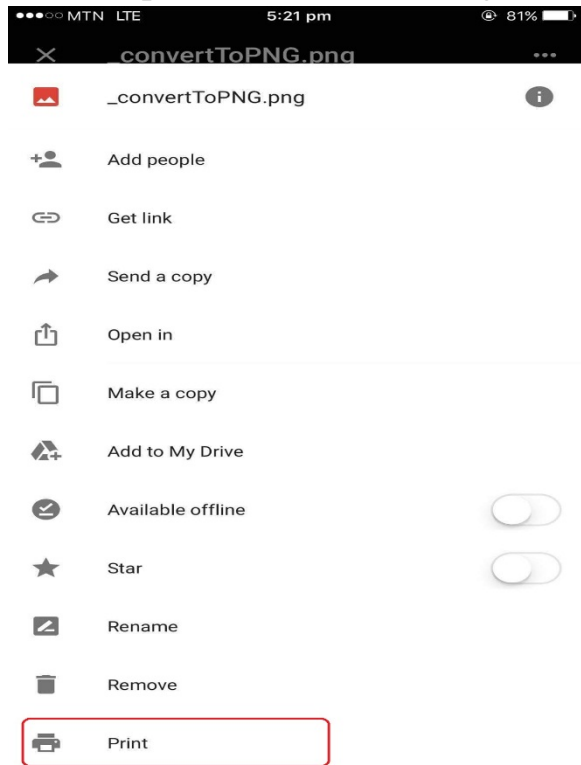 MTN LTE 5:21 pm 81%
_convertToPNG.png
_convertToPNG.png
Add people
Get link
Send a copy
Open in
Make a copy
Add to My Drive
Available offline
Star
Rename
Remove
Print